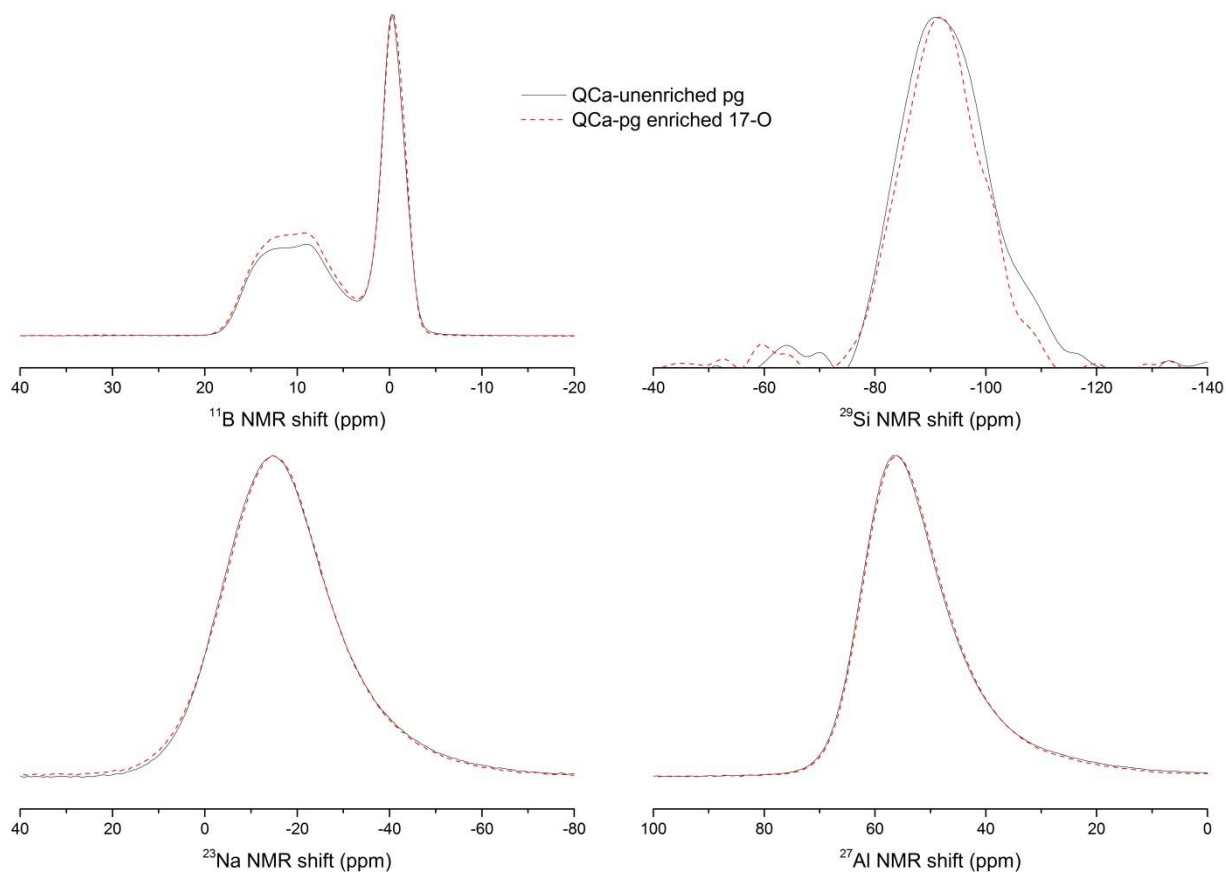 QCa-unenriched pg
QCa-pg enriched 17-O
40 30 20 10 0 -10 -20
¹¹B NMR shift (ppm)
-40 -60 -80 -100 -120 -140
²⁹Si NMR shift (ppm)
40 20 0 -20 -40 -60 -80
²³Na NMR shift (ppm)
100 80 60 40 20 0
²⁷Al NMR shift (ppm)